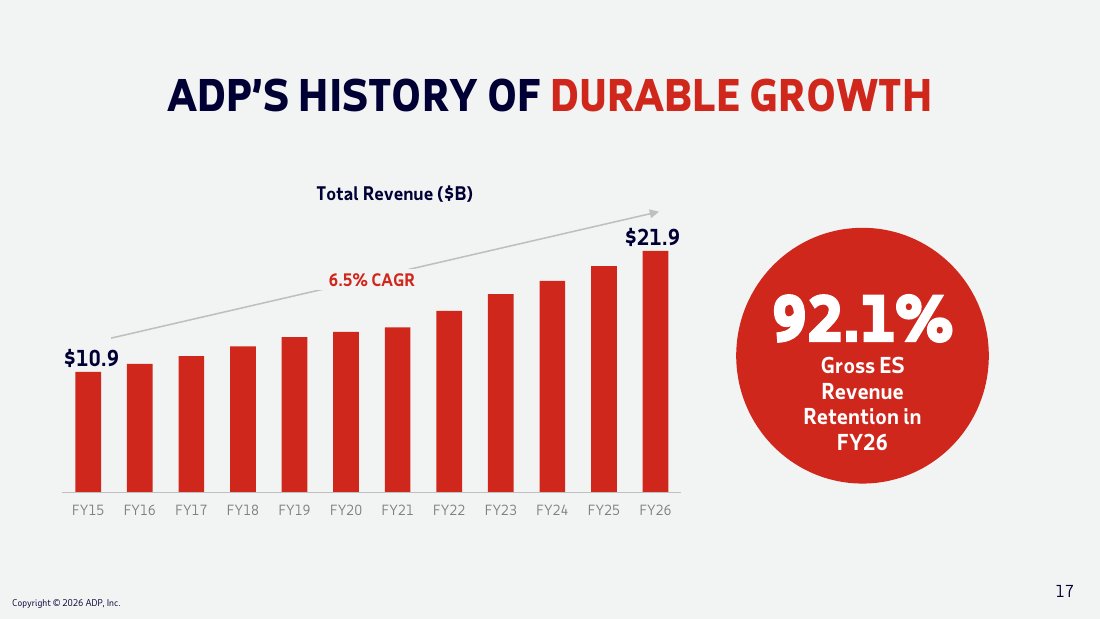 ADP'S HISTORY OF DURABLE GROWTH
Total Revenue ($B)
$21.9
6.5% CAGR
$10.9
FY15 FY16 FY17 FY18 FY19 FY20 FY21 FY22 FY23 FY24 FY25 FY26
92.1%
Gross ES
Revenue
Retention in
FY26
17
Copyright © 2026 ADP, Inc.